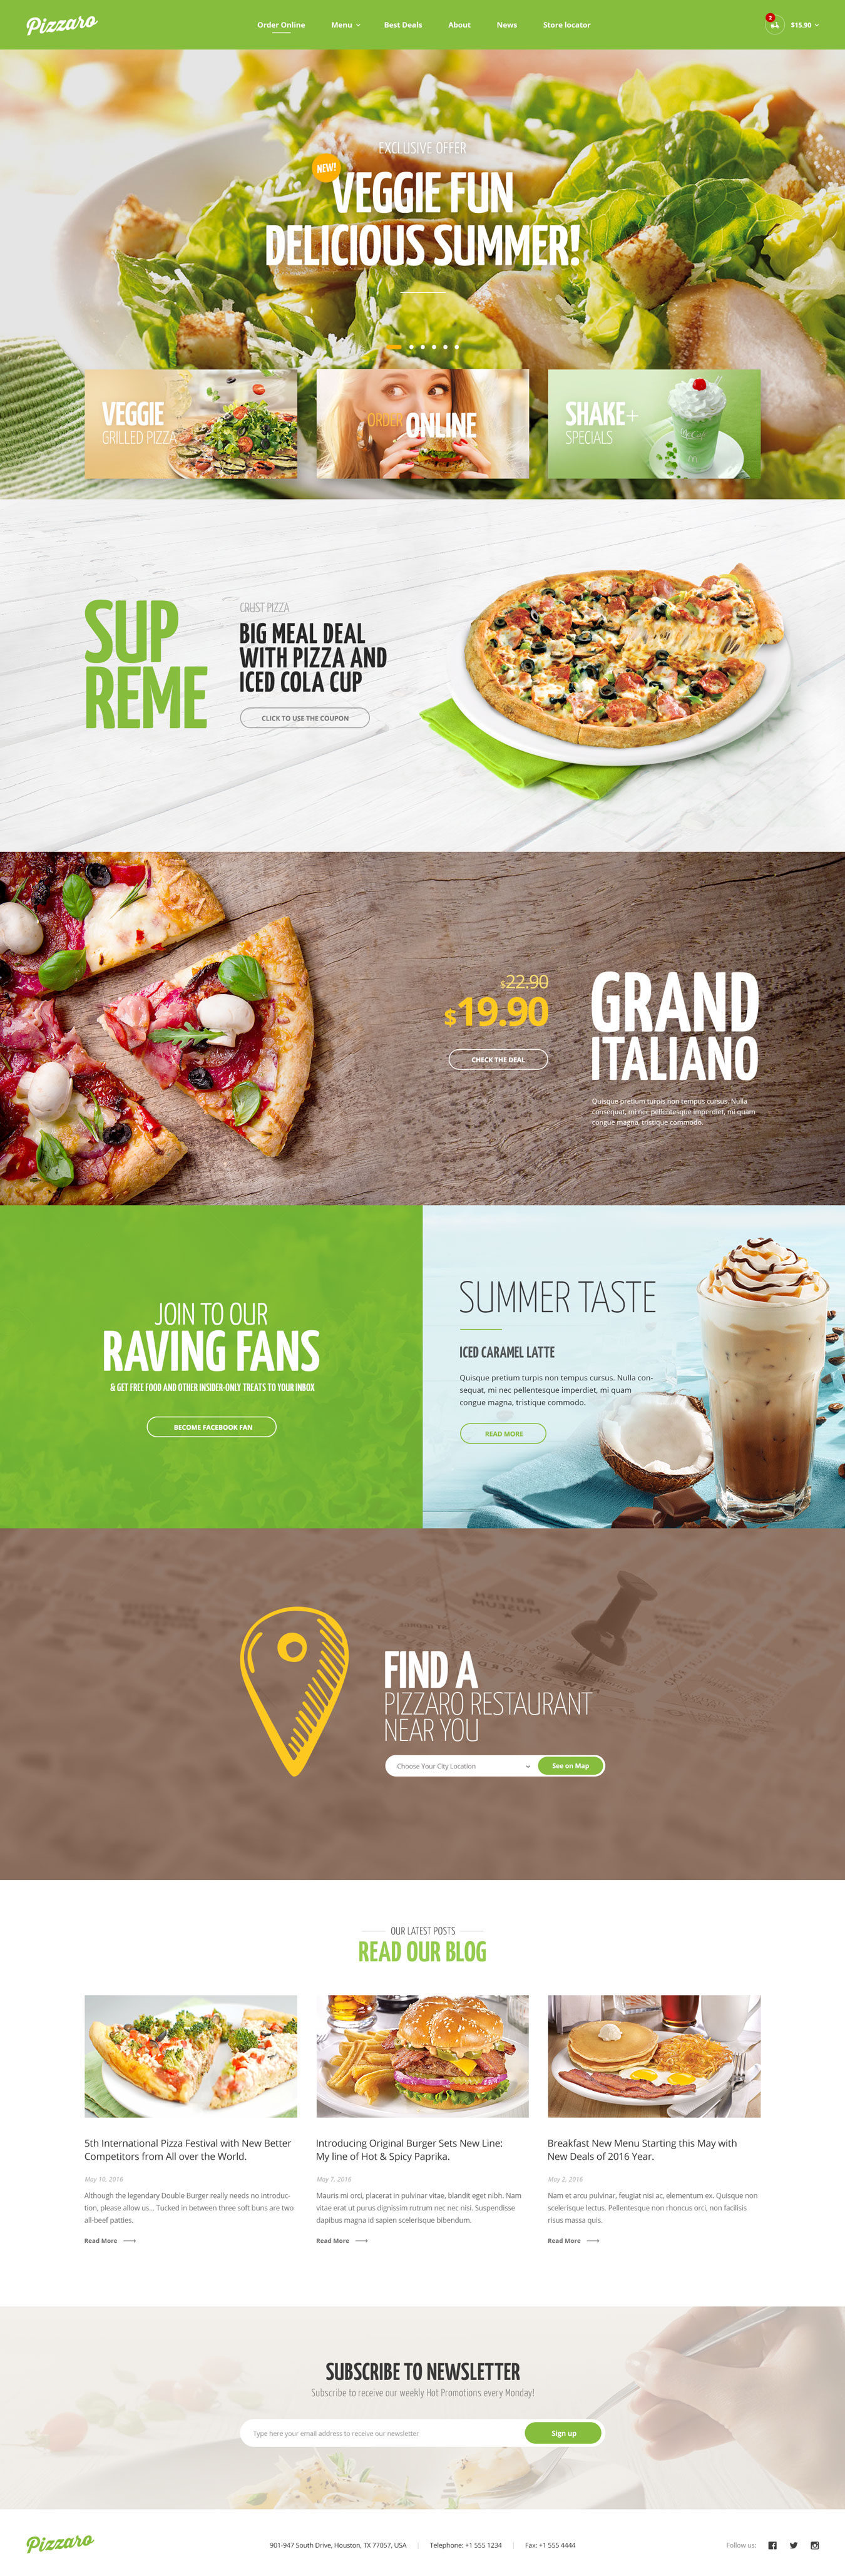 Pizzaro
Order Online
Menu
Best Deals
About
News
Store locator
2
$15.90
EXCLUSIVE OFFER
NEW!
VEGGIE FUN
DELICIOUS SUMMER!
VEGGIE
GRILLED PIZZA
ORDER ONLINE
SHAKE+
SPECIALS
McCafé
SUP
REME
CRUST PIZZA
BIG MEAL DEAL
WITH PIZZA AND
ICED COLA CUP
CLICK TO USE THE COUPON
$22.90
$19.90
CHECK THE DEAL
GRAND
ITALIANO
Quisque pretium turpis non tempus cursus. Nulla
consequat, mi nec pellentesque imperdiet, mi quam
congue magna, tristique commodo.
JOIN TO OUR
RAVING FANS
& GET FREE FOOD AND OTHER INSIDER-ONLY TREATS TO YOUR INBOX
BECOME FACEBOOK FAN
SUMMER TASTE
ICED CARAMEL LATTE
Quisque pretium turpis non tempus cursus. Nulla con-
sequat, mi nec pellentesque imperdiet, mi quam
congue magna, tristique commodo.
READ MORE
FIND A
PIZZARO RESTAURANT
NEAR YOU
Choose Your City Location
See on Map
OUR LATEST POSTS
READ OUR BLOG
5th International Pizza Festival with New Better
Competitors from All over the World.
May 10, 2016
Although the legendary Double Burger really needs no introduc-
tion, please allow us... Tucked in between three soft buns are two
all-beef patties.
Read More
Introducing Original Burger Sets New Line:
My line of Hot & Spicy Paprika.
May 7, 2016
Mauris mi orci, placerat in pulvinar vitae, blandit eget nibh. Nam
vitae erat ut purus dignissim rutrum nec nec nisi. Suspendisse
dapibus magna id sapien scelerisque bibendum.
Read More
Breakfast New Menu Starting this May with
New Deals of 2016 Year.
May 2, 2016
Nam et arcu pulvinar, feugiat nisi ac, elementum ex. Quisque non
scelerisque lectus. Pellentesque non rhoncus orci, non facilisis
risus massa quis.
Read More
SUBSCRIBE TO NEWSLETTER
Subscribe to receive our weekly Hot Promotions every Monday!
Type here your email address to receive our newsletter
Sign up
Pizzaro
901-947 South Drive, Houston, TX 77057, USA
Telephone: +1 555 1234
Fax: +1 555 4444
Follow us: